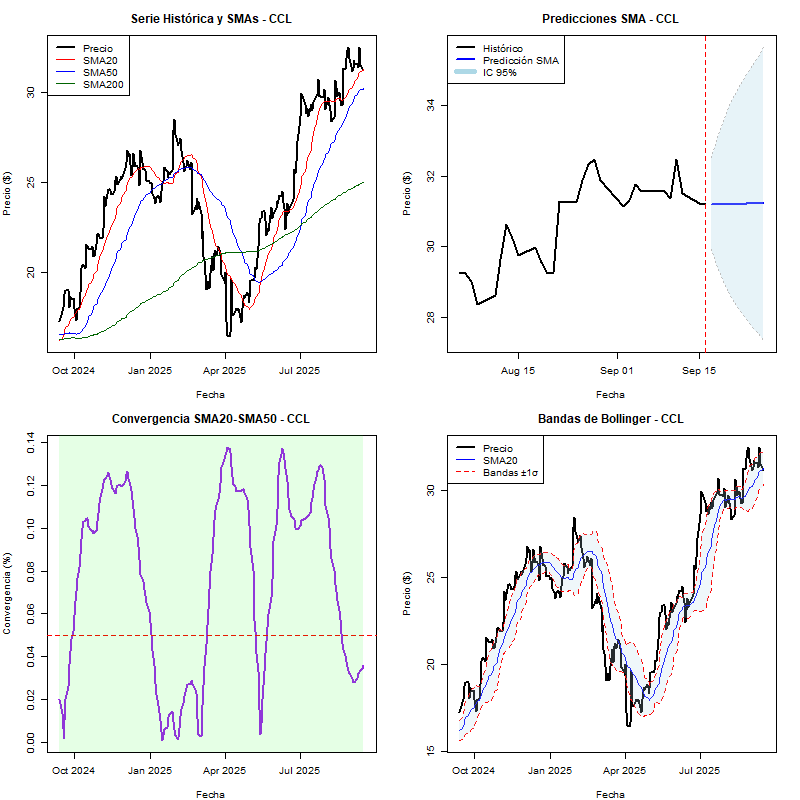 Serie Histórica y SMAs - CCL
Precio
SMA20
SMA50
SMA200
Precio ($)
30
25
20
Oct 2024
Jan 2025
Apr 2025
Jul 2025
Fecha
Predicciones SMA - CCL
Histórico
Predicción SMA
IC 95%
Precio ($)
34
32
30
28
Aug 15
Sep 01
Sep 15
Fecha
Convergencia SMA20-SMA50 - CCL
Convergencia (%)
0.14
0.12
0.10
0.08
0.06
0.04
0.02
0.00
Oct 2024
Jan 2025
Apr 2025
Jul 2025
Fecha
Bandas de Bollinger - CCL
Precio
SMA20
Bandas ±1σ
Precio ($)
30
25
20
15
Oct 2024
Jan 2025
Apr 2025
Jul 2025
Fecha